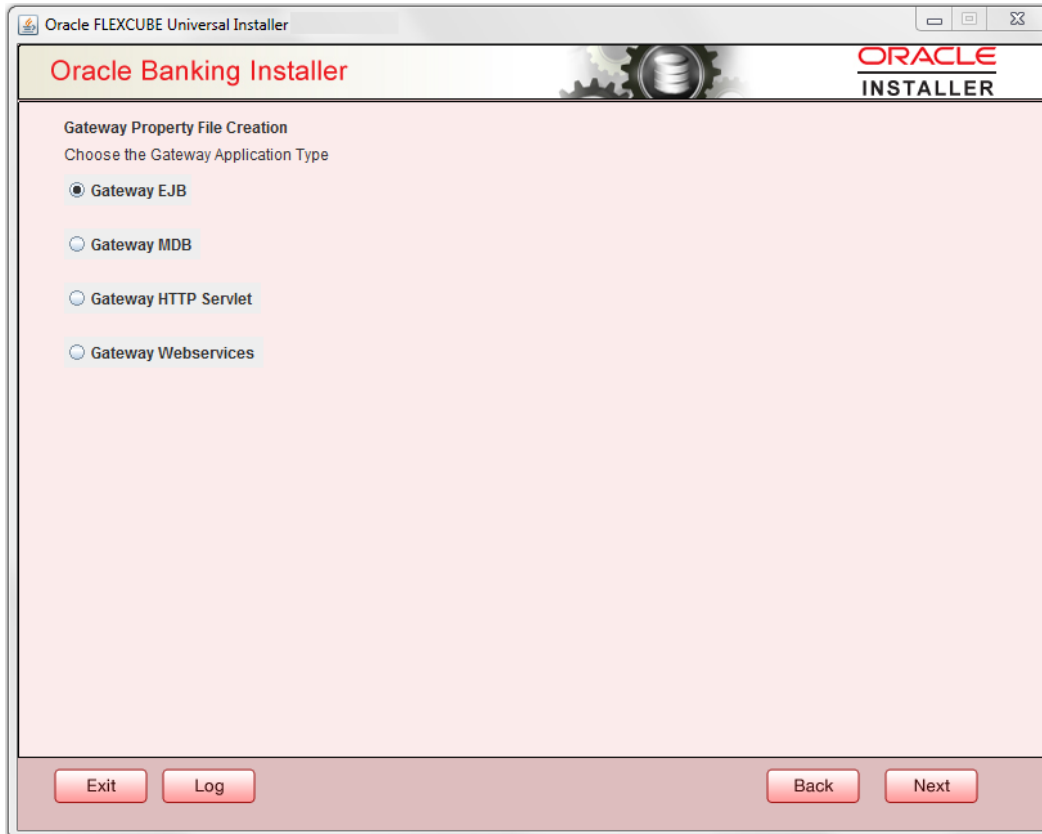 Oracle FLEXCUBE Universal Installer
Oracle Banking Installer
ORACLE
INSTALLER
Gateway Property File Creation
Choose the Gateway Application Type
Gateway EJB
Gateway MDB
Gateway HTTP Servlet
Gateway Webservices
Exit Log Back Next